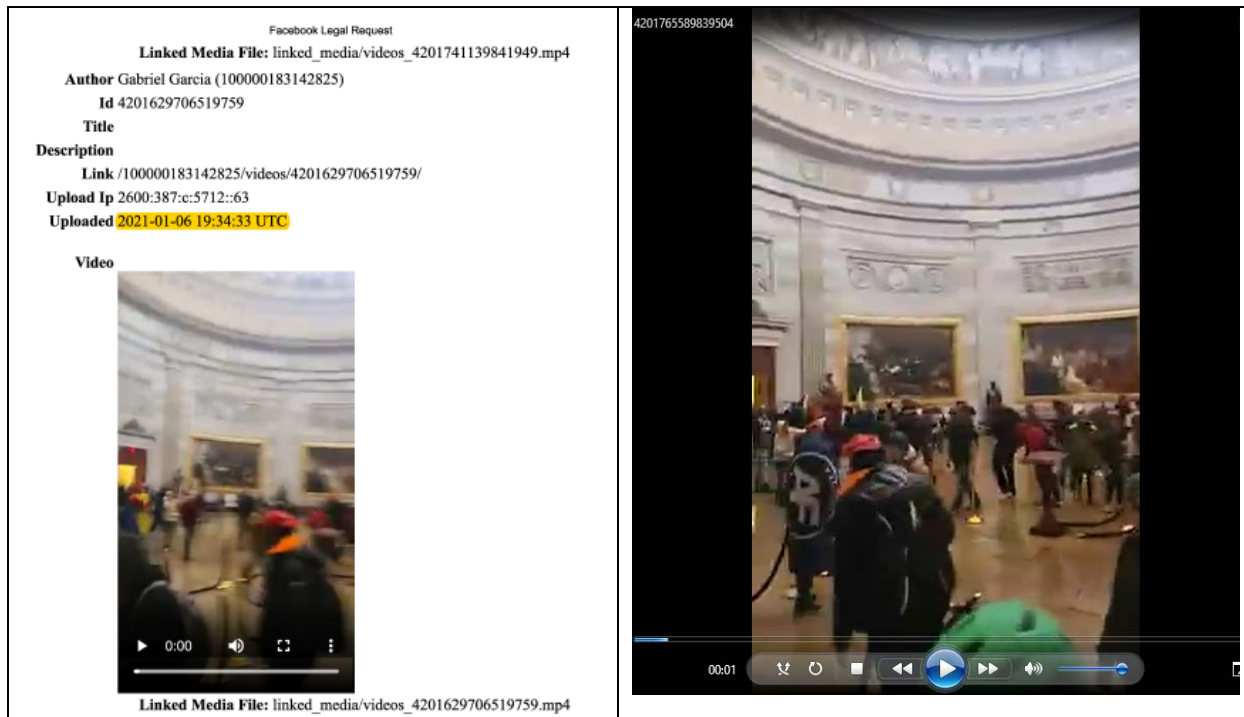 Facebook Legal Request
Linked Media File: linked_media/videos_4201741139841949.mp4
Author Gabriel Garcia (100000183142825)
Id 4201629706519759
Title
Description
Link /100000183142825/videos/4201629706519759/
Upload Ip 2600:387:c:5712::63
Uploaded 2021-01-06 19:34:33 UTC
Video
0:00
Linked Media File: linked_media/videos_4201629706519759.mp4
4201765589839504
00:01